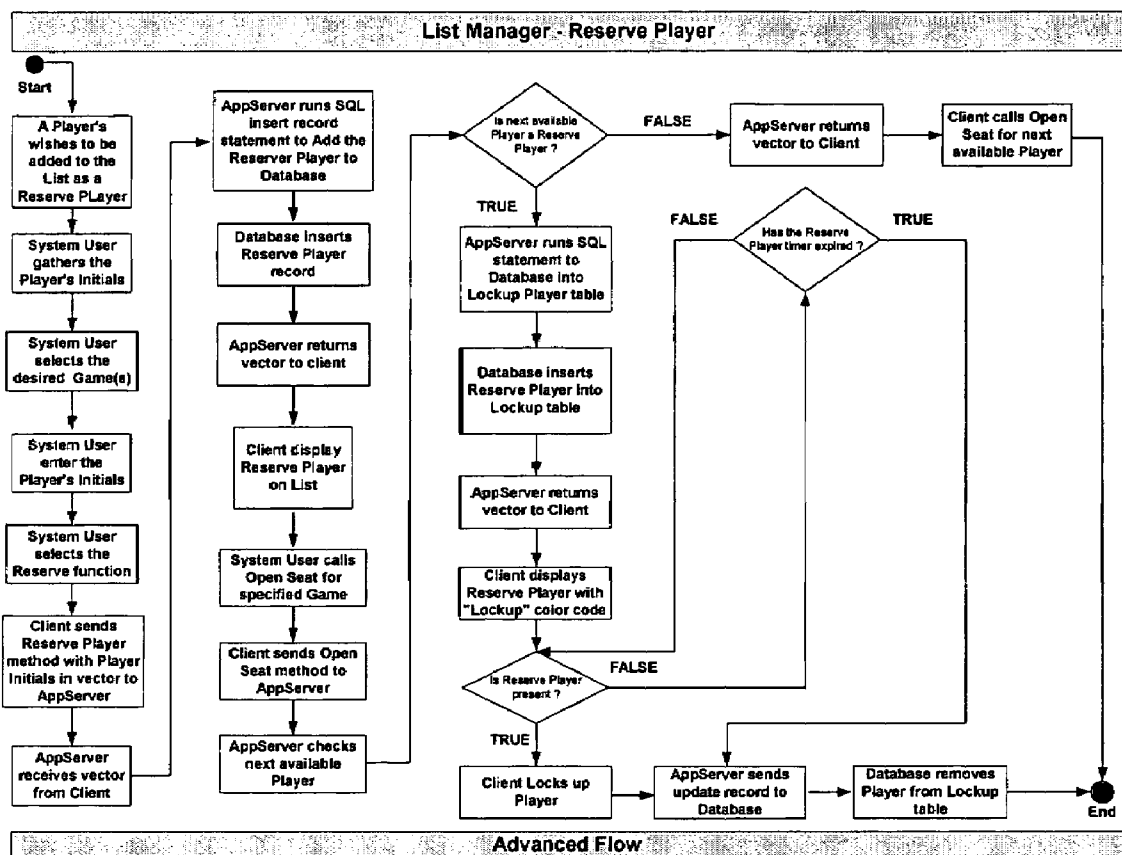 List Manager - Reserve Player
Start
A Player's
wishes to be
added to the
List as a
Reserve PLayer
System User
gathers the
Player's Initials
System User
selects the
desired Game(s)
System User
enter the
Player's Initials
System User
selects the
Reserve function
Client sends
Reserve Player
method with Player
Initials in vector to
AppServer
AppServer
receives vector
from Client
AppServer runs SQL
insert record
statement to Add the
Reserver Player to
Database
Database inserts
Reserve Player
record
AppServer returns
vector to client
Client display
Reserve Player
on List
System User calls
Open Seat for
specified Game
Client sends Open
Seat method to
AppServer
AppServer checks
next available
Player
Is next available
Player a Reserve
Player ?
FALSE
AppServer returns
vector to Client
Client calls Open
Seat for next
available Player
TRUE
AppServer runs SQL
statement to
Database into
Lockup Player table
Database inserts
Reserve Player into
Lockup table
AppServer returns
vector to Client
Client displays
Reserve Player with
"Lockup" color code
Is Reserve Player
present ?
FALSE
Has the Reserve
Player timer expired ?
FALSE
TRUE
TRUE
Client Locks up
Player
AppServer sends
update record to
Database
Database removes
Player from Lockup
table
End
Advanced Flow